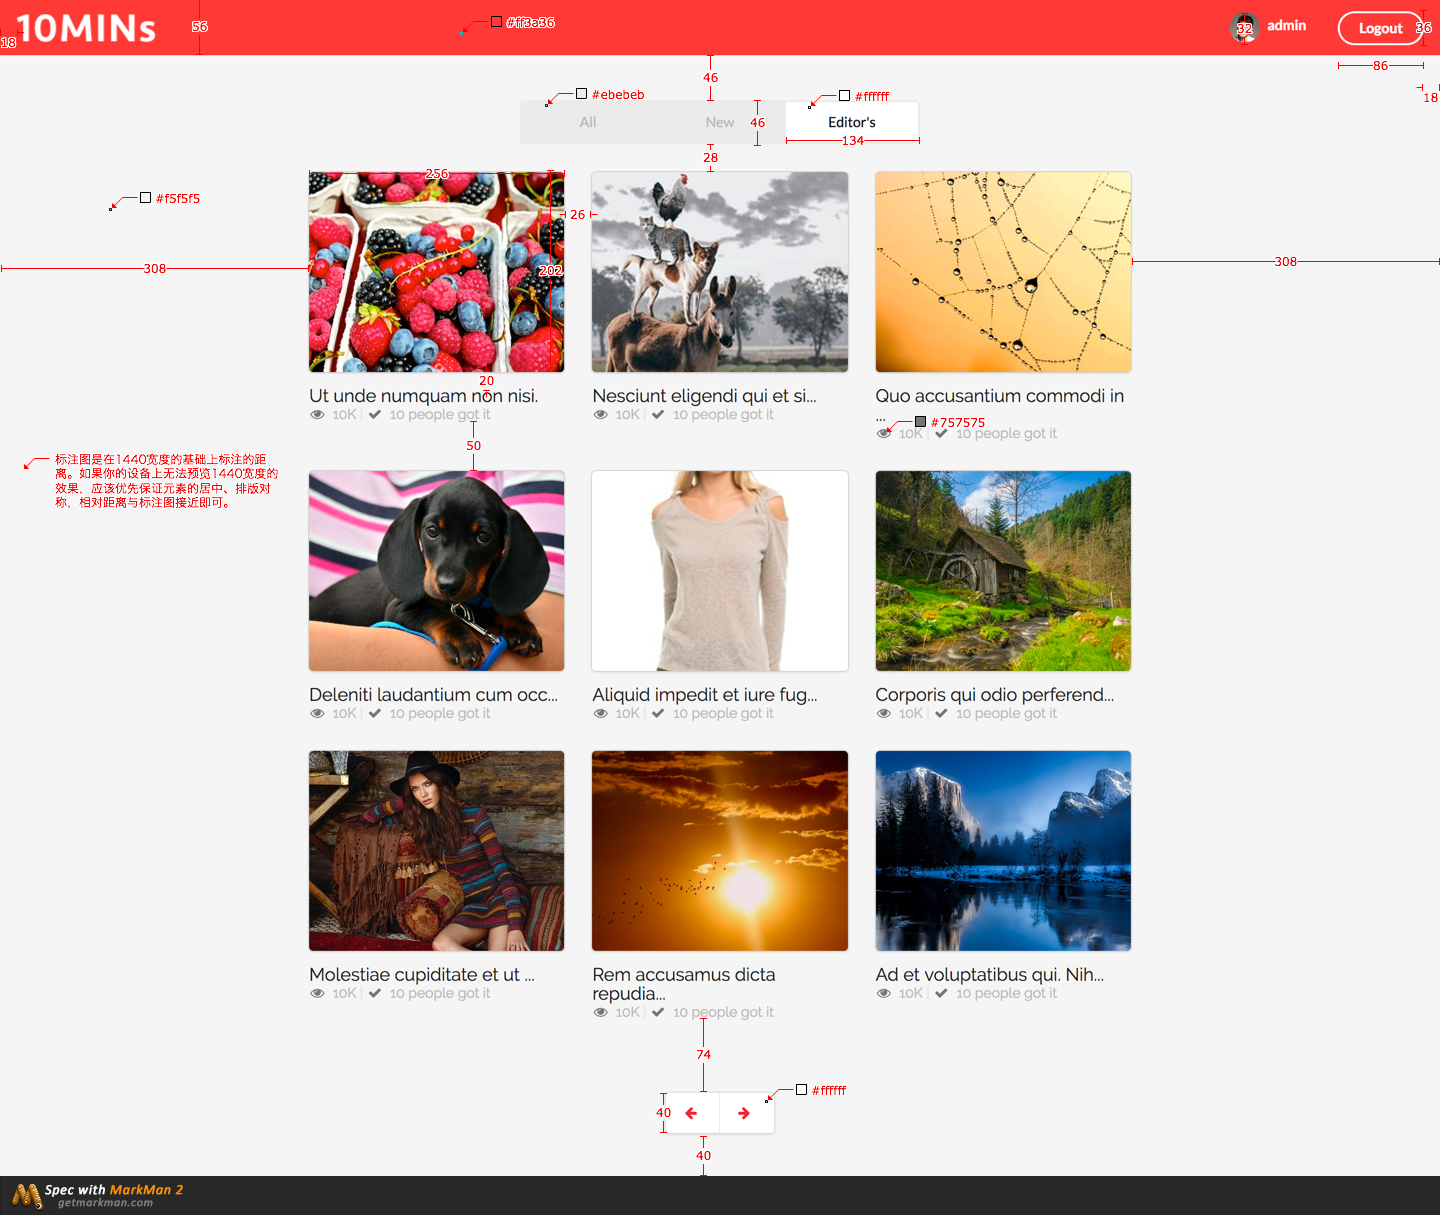 10MINs
56
#ff3a36
32
admin
Logout
36
18
86
18
46
#ebebeb
#ffffff
All
New
46
Editor's
134
28
256
#f5f5f5
26
308
202
308
20
Ut unde numquam non nisi.
10K | 10 people got it
Nesciunt eligendi qui et si...
10K | 10 people got it
Quo accusantium commodi in
...
#757575
10K | 10 people got it
50
标注图是在1440宽度的基础上标注的距
离。如果你的设备上无法预览1440宽度的
效果，应该优先保证元素的居中、排版对
称，相对距离与标注图接近即可。
Deleniti laudantium cum occ...
10K | 10 people got it
Aliquid impedit et iure fug...
10K | 10 people got it
Corporis qui odio perferend...
10K | 10 people got it
Molestiae cupiditate et ut ...
10K | 10 people got it
Rem accusamus dicta
repudia...
10K | 10 people got it
Ad et voluptatibus qui. Nih...
10K | 10 people got it
74
#ffffff
40
40
Spec with MarkMan 2
getmarkman.com